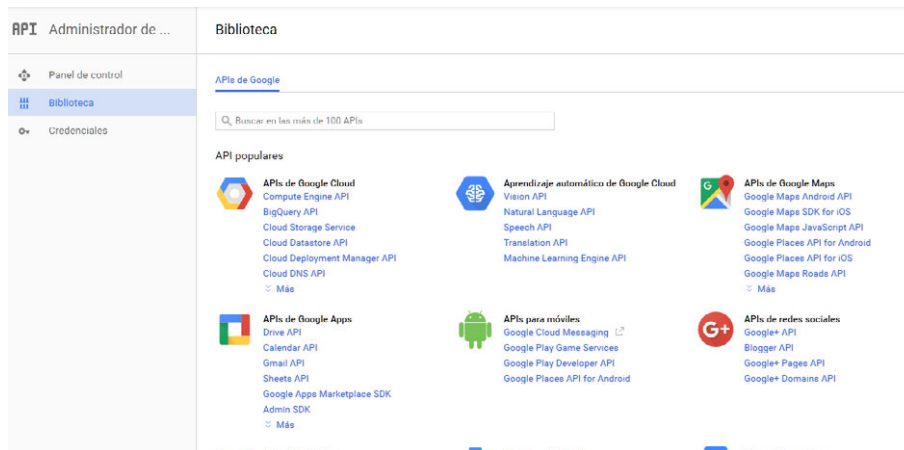 API Administrador de ...
Biblioteca
Panel de control
Biblioteca
Credenciales
APIs de Google
Buscar en las más de 100 APIs
API populares
APIs de Google Cloud
Compute Engine API
BigQuery API
Cloud Storage Service
Cloud Datastore API
Cloud Deployment Manager API
Cloud DNS API
Más
Aprendizaje automático de Google Cloud
Vision API
Natural Language API
Speech API
Translation API
Machine Learning Engine API
G
APIs de Google Maps
Google Maps Android API
Google Maps SDK for iOS
Google Maps JavaScript API
Google Places API for Android
Google Places API for iOS
Google Maps Roads API
Más
APIs de Google Apps
Drive API
Calendar API
Gmail API
Sheets API
Google Apps Marketplace SDK
Admin SDK
Más
APIs para móviles
Google Cloud Messaging
Google Play Game Services
Google Play Developer API
Google Places API for Android
G+
APIs de redes sociales
Google+ API
Blogger API
Google+ Pages API
Google+ Domains API